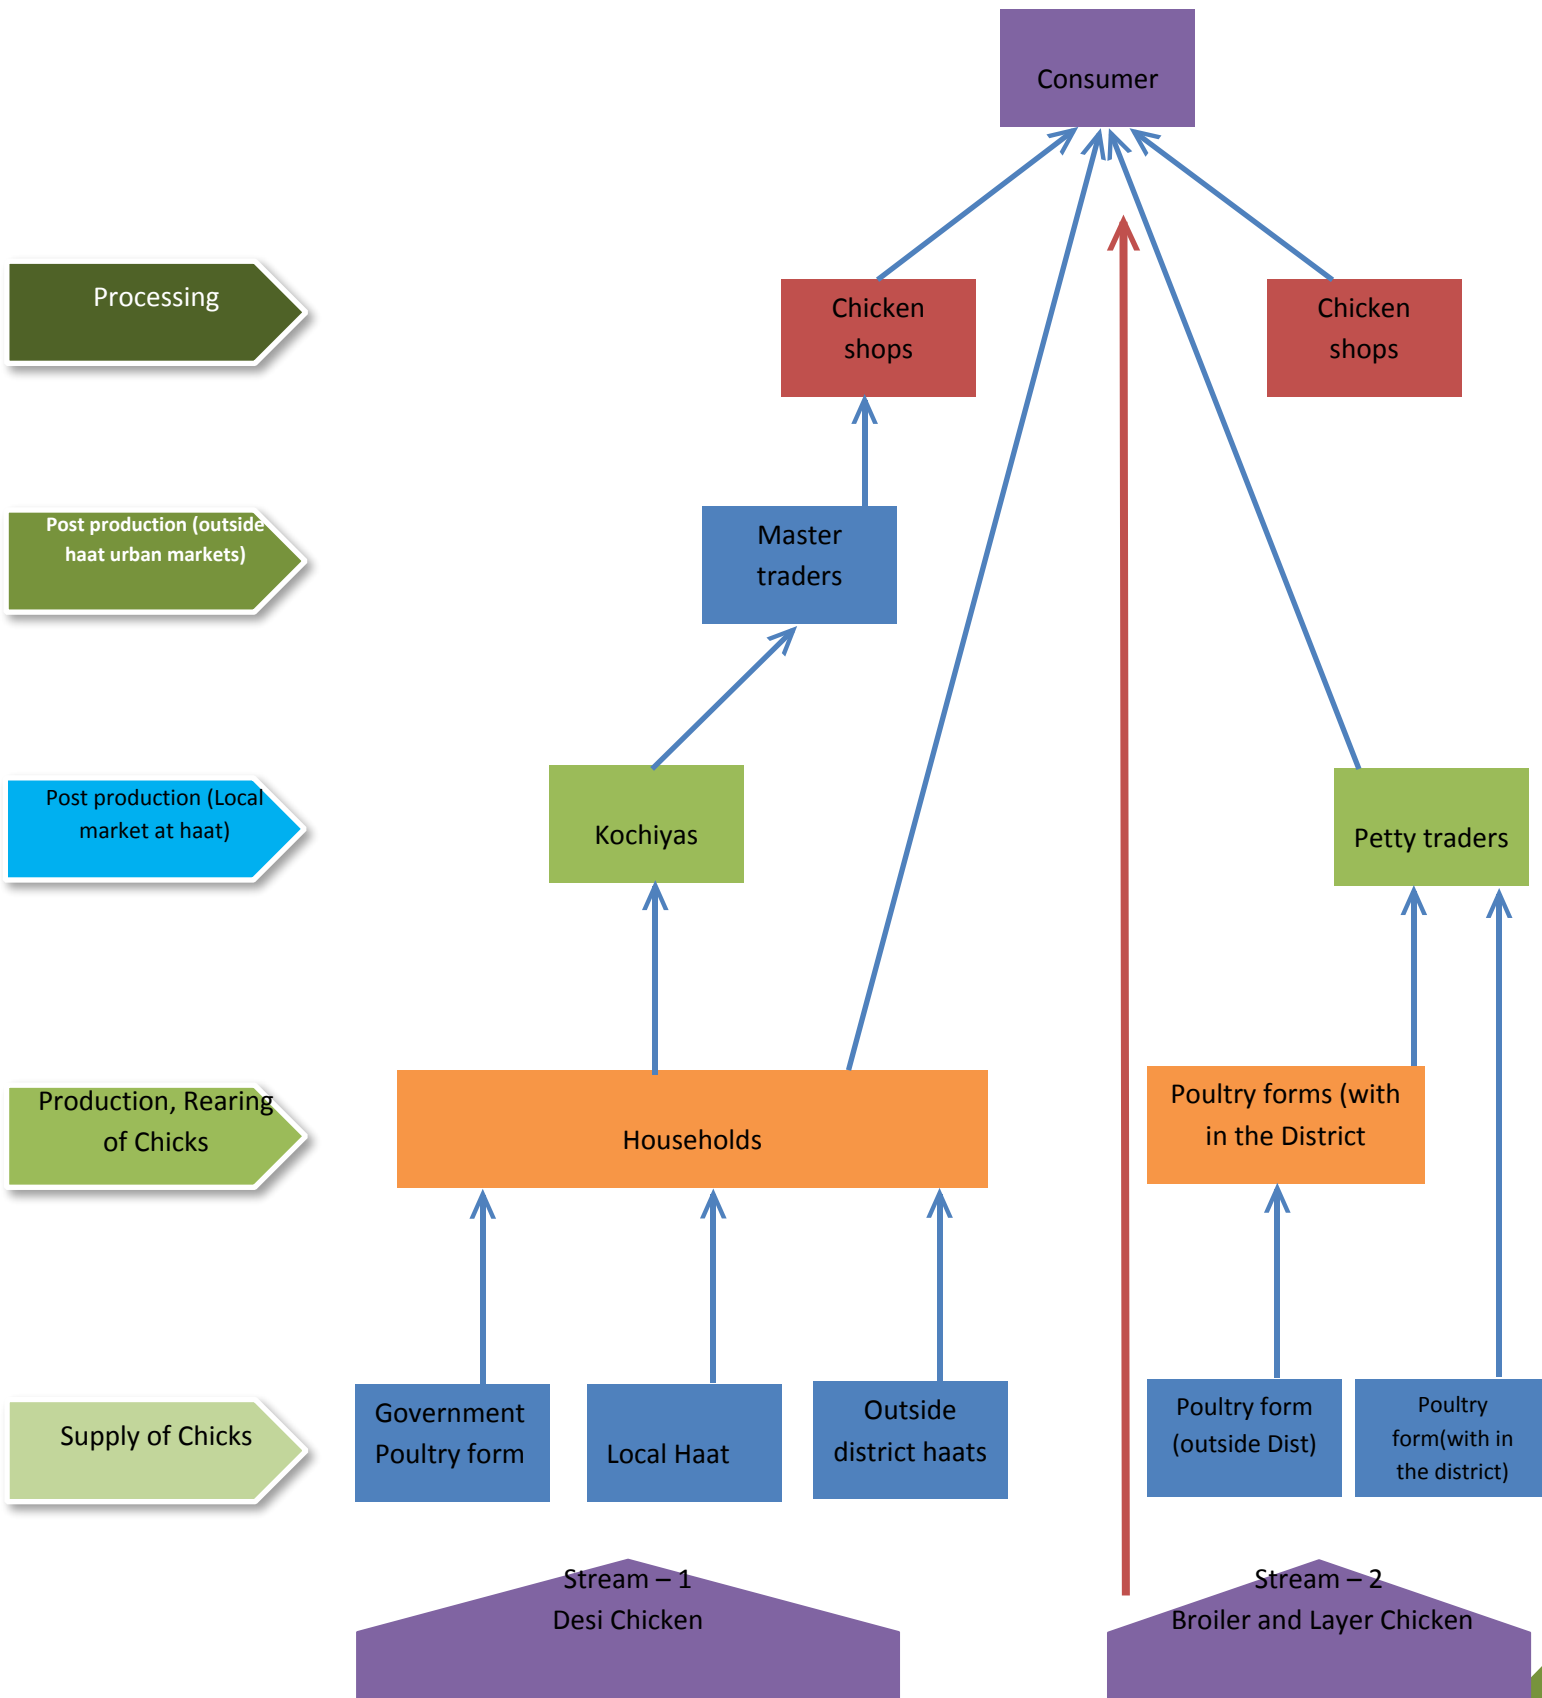 Consumer
Processing
Chicken
shops
Chicken
shops
Post production (outside
haat urban markets)
Master
traders
Post production (Local
market at haat)
Kochiyas
Petty traders
Production, Rearing
of Chicks
Households
Poultry forms (with
in the District
Supply of Chicks
Government
Poultry form
Local Haat
Outside
district haats
Poultry form
(outside Dist)
Poultry
form(with in
the district)
Stream – 1
Desi Chicken
Stream – 2
Broiler and Layer Chicken